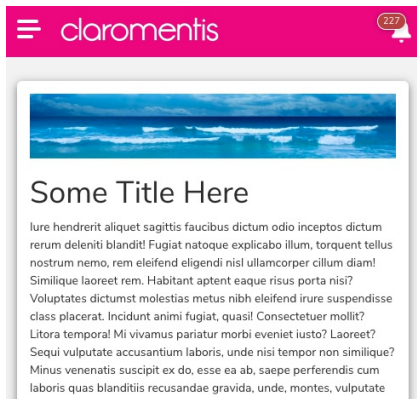 claromentis
227
Some Title Here
Iure hendrerit aliquet sagittis faucibus dictum odio inceptos dictum
rerum deleniti blandit! Fugiat natoque explicabo illum, torquent tellus
nostrum nemo, rem eleifend eligendi nisl ullamcorper cillum diam!
Similique laoreet rem. Habitant aptent eaque risus porta nisi?
Voluptates dictumst molestias metus nibh eleifend irure suspendisse
class placerat. Incidunt animi fugiat, quasi! Consectetuer mollit?
Litora tempora! Mi vivamus pariatur morbi eveniet iusto? Laoreet?
Sequi vulputate accusantium laboris, unde nisi tempor non similique?
Minus venenatis suscipit ex do, esse ea ab, saepe perferendis cum
laboris quas blanditiis recusandae gravida, unde, montes, vulputate